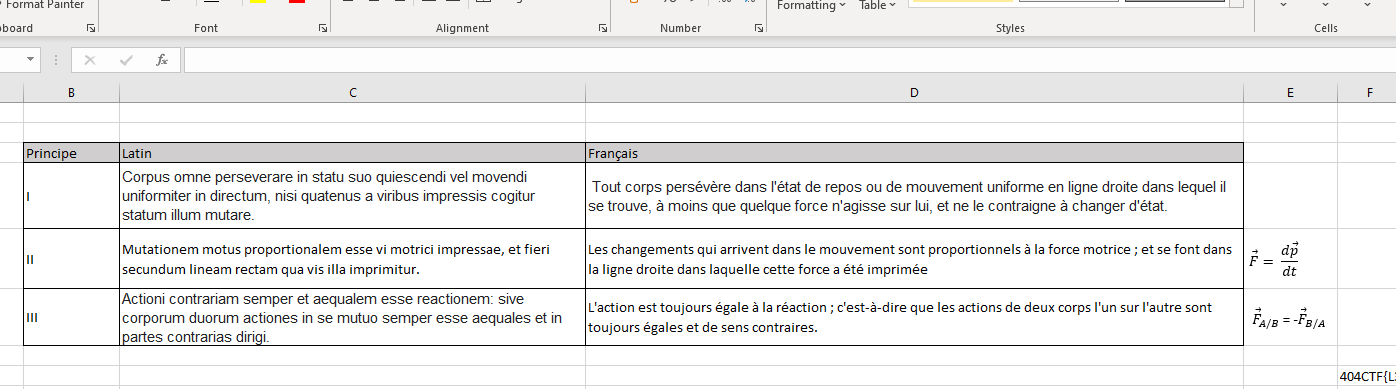 Format Painter
Formatting Table
Font Alignment Number Styles Cells
fx
B C D E F
Principe Latin Français
I
Corpus omne perseverare in statu suo quiescendi vel movendi
uniformiter in directum, nisi quatenus a viribus impressis cogitur
statum illum mutare.
Tout corps persévère dans l'état de repos ou de mouvement uniforme en ligne droite dans lequel il
se trouve, à moins que quelque force n'agisse sur lui, et ne le contraigne à changer d'état.
II
Mutationem motus proportionalem esse vi motrici impressae, et fieri
secundum lineam rectam qua vis illa imprimitur.
Les changements qui arrivent dans le mouvement sont proportionnels à la force motrice ; et se font dans
la ligne droite dans laquelle cette force a été imprimée
F⃗ = dp⃗/dt
III
Actioni contrariam semper et aequalem esse reactionem: sive
corporum duorum actiones in se mutuo semper esse aequales et in
partes contrarias dirigi.
L'action est toujours égale à la réaction ; c'est-à-dire que les actions de deux corps l'un sur l'autre sont
toujours égales et de sens contraires.
F⃗A/B = -F⃗B/A
404CTF{L